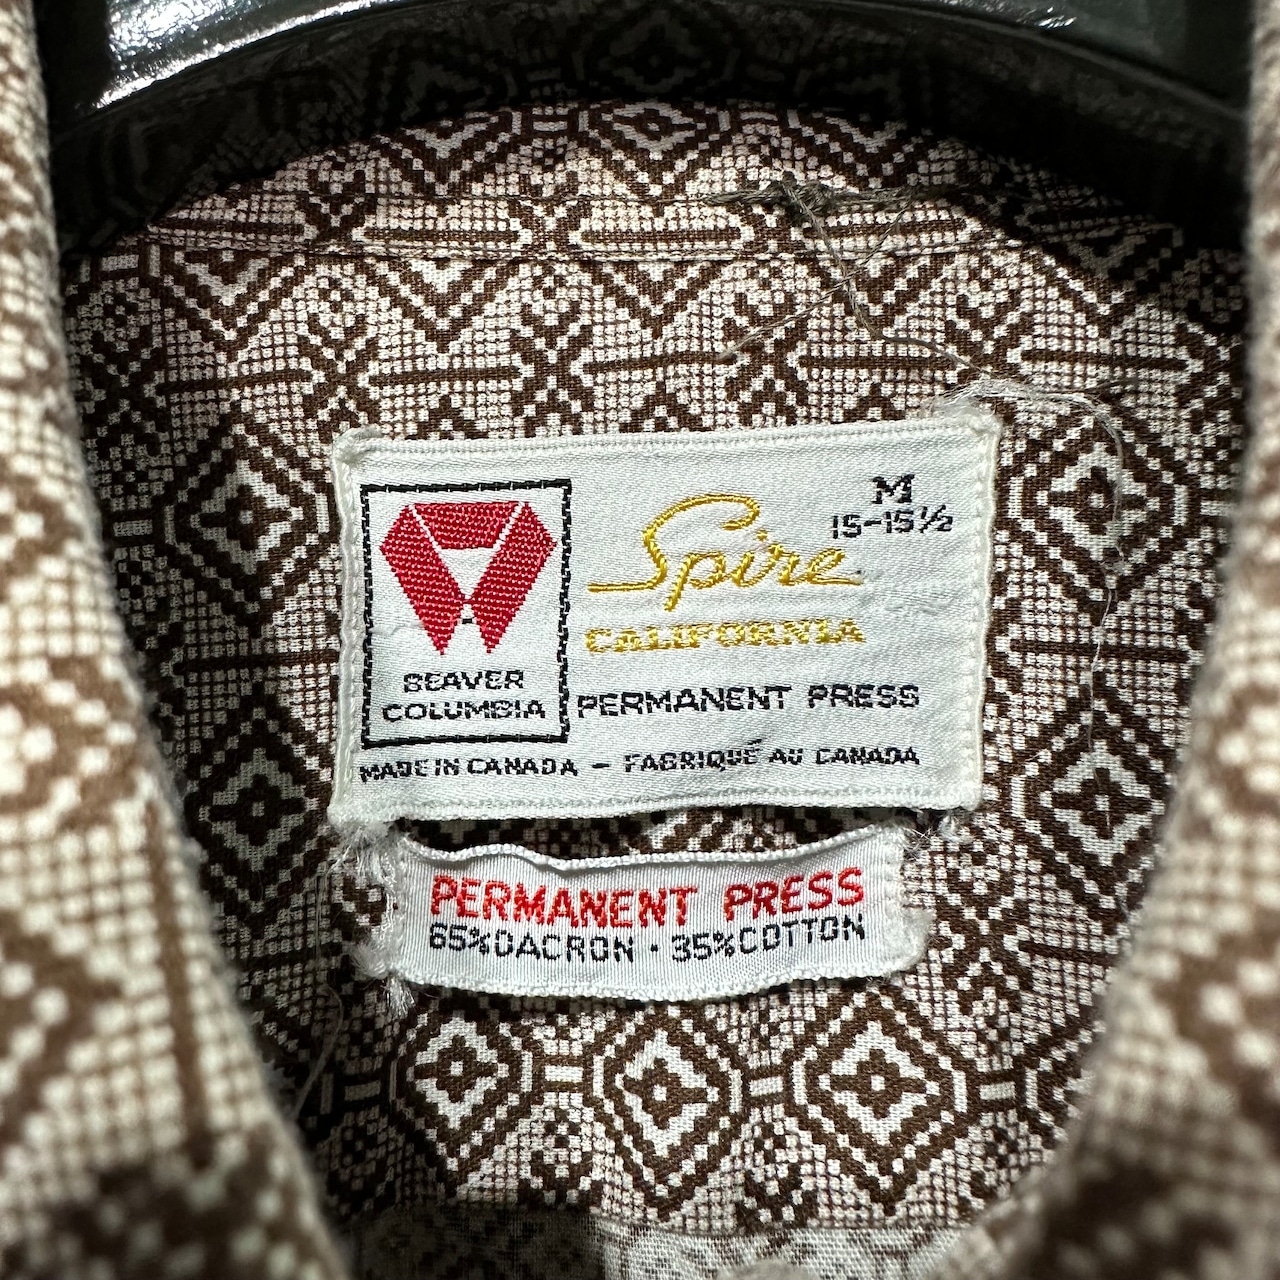 M
15-15½
Spire
CALIFORNIA
BEAVER
COLUMBIA
PERMANENT PRESS
MADE IN CANADA – FABRIQUÉ AU CANADA
PERMANENT PRESS
65%DACRON · 35%COTTON